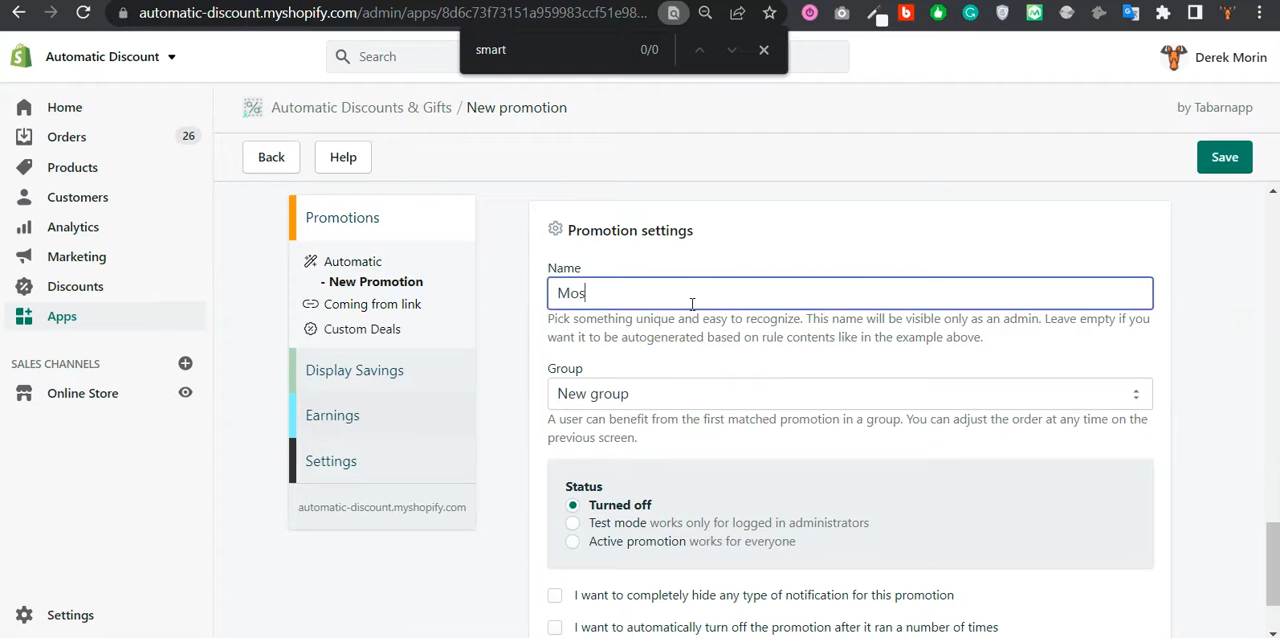 automatic-discount.myshopify.com/admin/apps/8d6c73f73151a959983ccf51e98...
smart
0/0
Automatic Discount
Search
Derek Morin
Home
Orders
26
Products
Customers
Analytics
Marketing
Discounts
Apps
SALES CHANNELS
Online Store
Settings
Automatic Discounts & Gifts / New promotion
by Tabarnapp
Back
Help
Save
Promotions
Automatic
- New Promotion
Coming from link
Custom Deals
Display Savings
Earnings
Settings
automatic-discount.myshopify.com
Promotion settings
Name
Mos
Pick something unique and easy to recognize. This name will be visible only as an admin. Leave empty if you
want it to be autogenerated based on rule contents like in the example above.
Group
New group
A user can benefit from the first matched promotion in a group. You can adjust the order at any time on the
previous screen.
Status
Turned off
Test mode works only for logged in administrators
Active promotion works for everyone
I want to completely hide any type of notification for this promotion
I want to automatically turn off the promotion after it ran a number of times